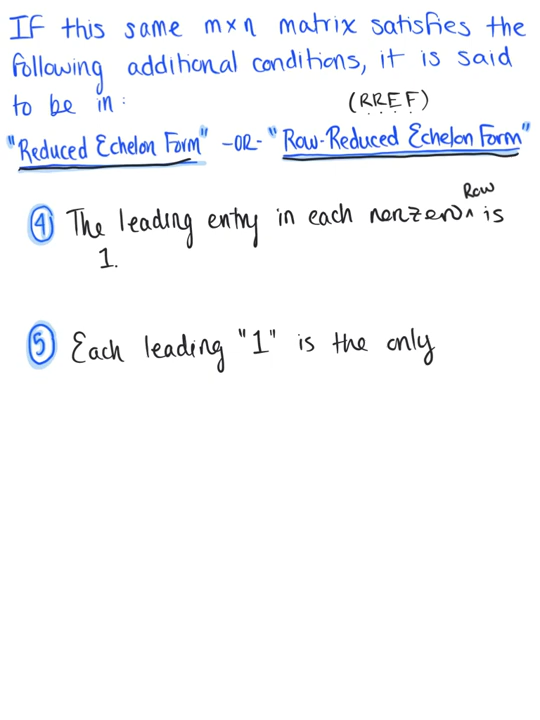 IF this same m×n matrix satisfies the
following additional conditions, it is said
to be in:
(RREF)
"Reduced Echelon Form" -OR- "Row-Reduced Echelon Form"
④ The leading entry in each nonzero ^ Row is
1.
⑤ Each leading "1" is the only